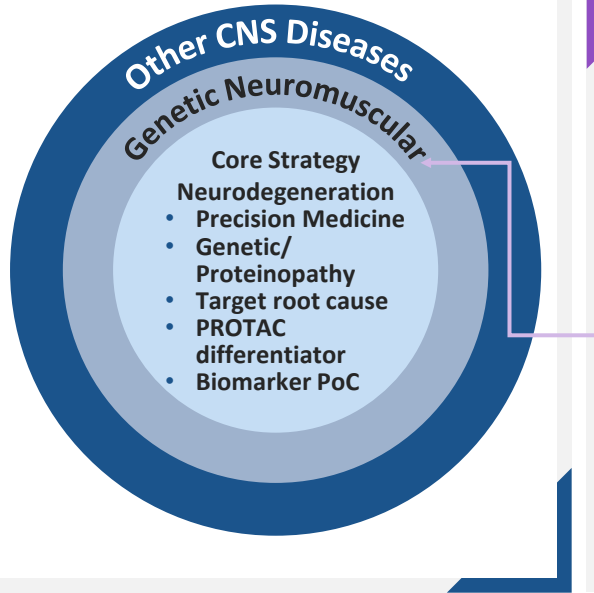 Other CNS Diseases
Genetic Neuromuscular
Core Strategy
Neurodegeneration
• Precision Medicine
• Genetic/
Proteinopathy
• Target root cause
• PROTAC
differentiator
• Biomarker PoC